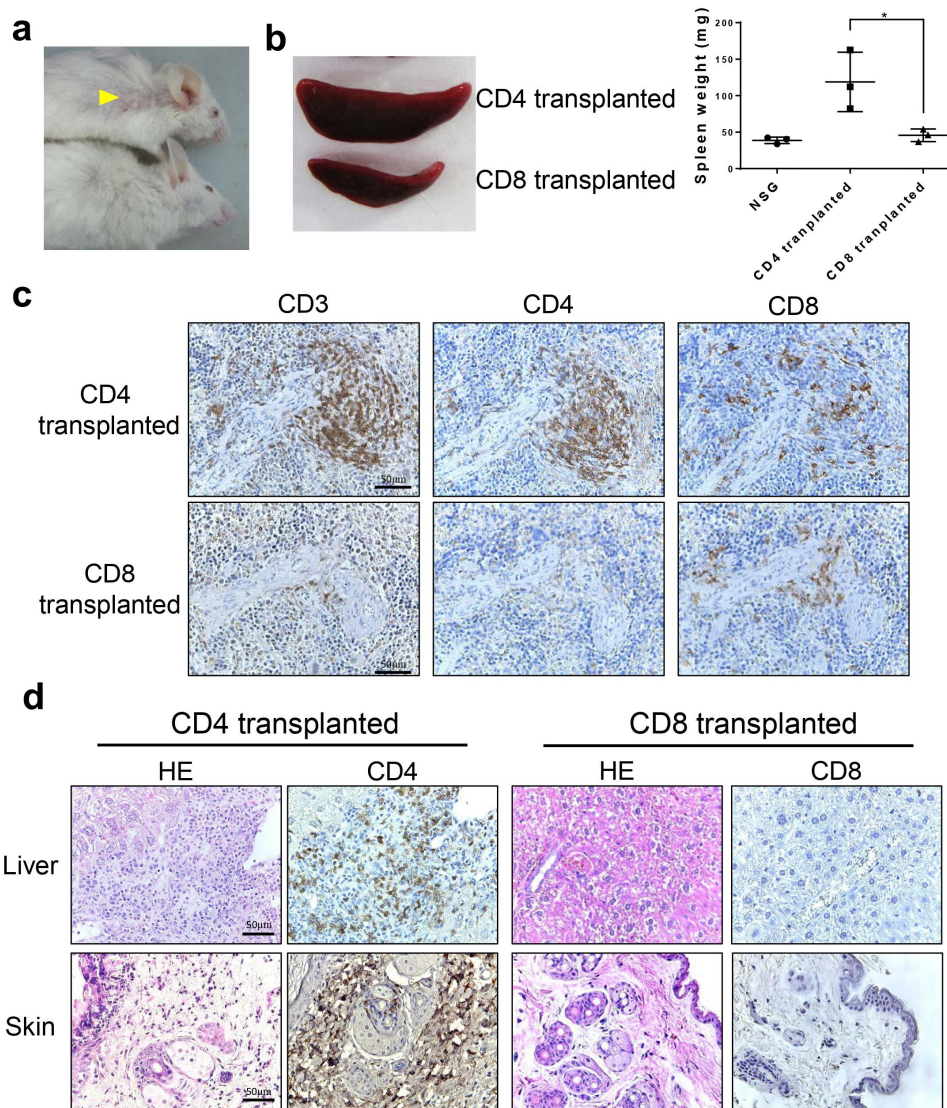 a
b
CD4 transplanted
CD8 transplanted
Spleen weight (mg)
200
150
100
50
0
*
NSG
CD4 tranplanted
CD8 tranplanted
c
CD3
CD4
CD8
CD4
transplanted
50μm
CD8
transplanted
50μm
d
CD4 transplanted
CD8 transplanted
HE
CD4
HE
CD8
Liver
50μm
Skin
50μm